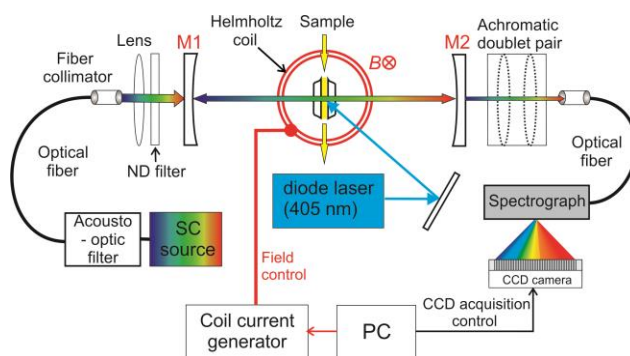 Sample
Helmholtz
coil
Lens
M1
B⊗
M2
Achromatic
doublet pair
Fiber
collimator
Optical
fiber
ND filter
diode laser
(405 nm)
Optical
fiber
Spectrograph
Acousto
- optic
filter
SC
source
Field
control
CCD camera
CCD acquisition
control
Coil current
generator
PC